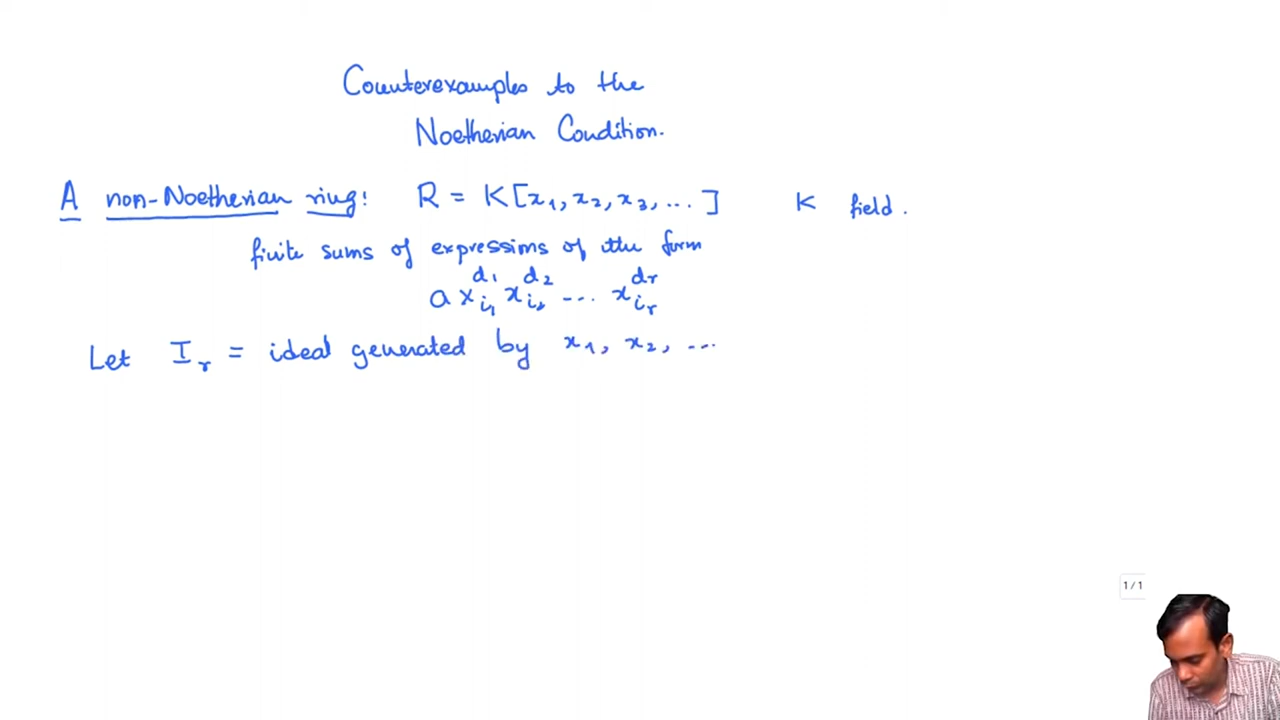 Counterexamples to the
Noetherian Condition.
A non-Noetherian ring: R = K[x₁, x₂, x₃, ...] K field.
finite sums of expressions of the form
a x_{i₁}^{d₁} x_{i₂}^{d₂} ... x_{i_r}^{d_r}
Let I_r = ideal generated by x₁, x₂, ...
1/1